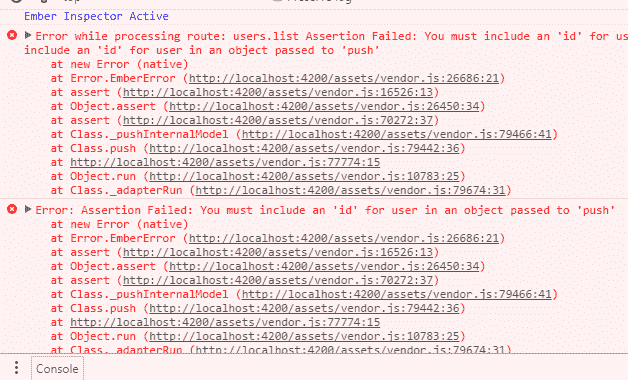 Ember Inspector Active
Error while processing route: users.list Assertion Failed: You must include an 'id' for us
include an 'id' for user in an object passed to 'push'
at new Error (native)
at Error.EmberError (http://localhost:4200/assets/vendor.js:26686:21)
at assert (http://localhost:4200/assets/vendor.js:16526:13)
at Object.assert (http://localhost:4200/assets/vendor.js:26450:34)
at assert (http://localhost:4200/assets/vendor.js:70272:37)
at Class._pushInternalModel (http://localhost:4200/assets/vendor.js:79466:41)
at Class.push (http://localhost:4200/assets/vendor.js:79442:36)
at http://localhost:4200/assets/vendor.js:77774:15
at Object.run (http://localhost:4200/assets/vendor.js:10783:25)
at Class._adapterRun (http://localhost:4200/assets/vendor.js:79674:31)
Error: Assertion Failed: You must include an 'id' for user in an object passed to 'push'
at new Error (native)
at Error.EmberError (http://localhost:4200/assets/vendor.js:26686:21)
at assert (http://localhost:4200/assets/vendor.js:16526:13)
at Object.assert (http://localhost:4200/assets/vendor.js:26450:34)
at assert (http://localhost:4200/assets/vendor.js:70272:37)
at Class._pushInternalModel (http://localhost:4200/assets/vendor.js:79466:41)
at Class.push (http://localhost:4200/assets/vendor.js:79442:36)
at http://localhost:4200/assets/vendor.js:77774:15
at Object.run (http://localhost:4200/assets/vendor.js:10783:25)
at Class._adapterRun (http://localhost:4200/assets/vendor.js:79674:31)
Console